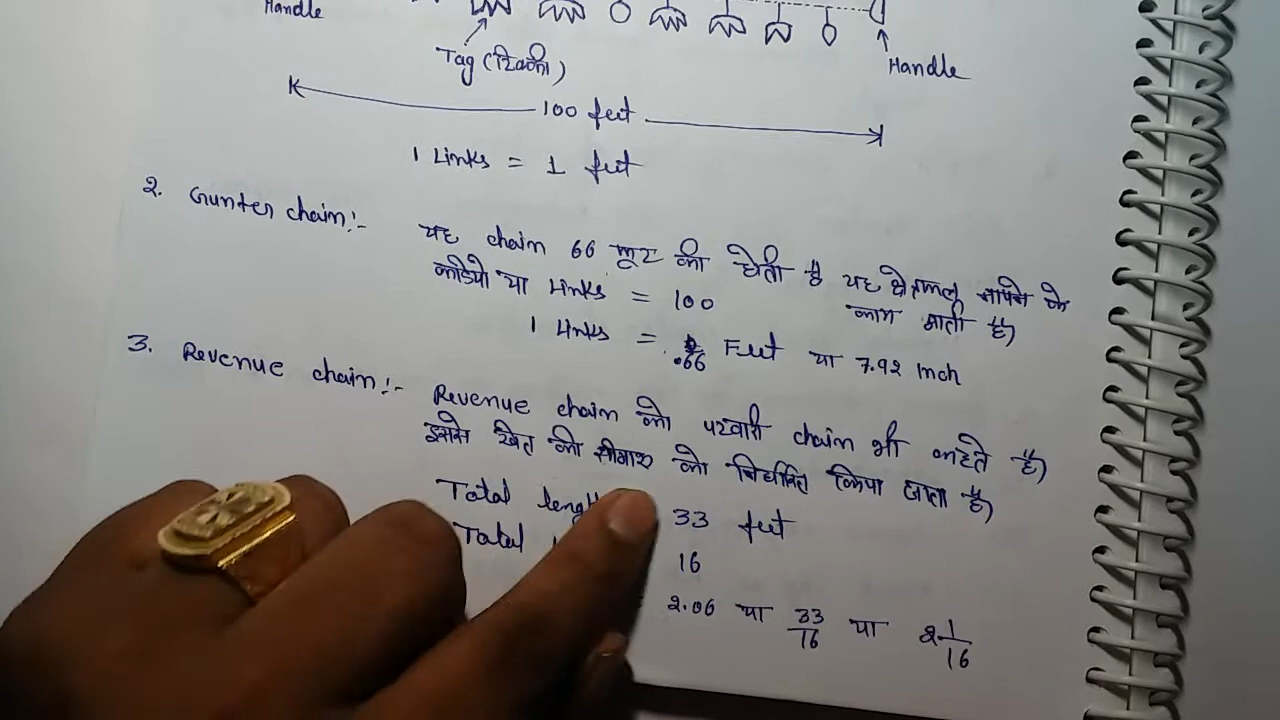 Handle
Tag (टिक्की)
Handle
100 feet
1 Links = 1 feet
2. Gunter chain:- यह chain 66 फूट की होती है यह क्षेत्रफल नापने के
काम आती है।
कडियो या Links = 100
1 Links = .66 Feet या 7.92 Inch
3. Revenue chain:- Revenue chain को पटवारी chain भी कहते है।
इससे खेत की सीमाओ को निर्धारित किया जाता है।
Total leng 33 feet
Total 16
2.06 या 33/16 या 2 1/16